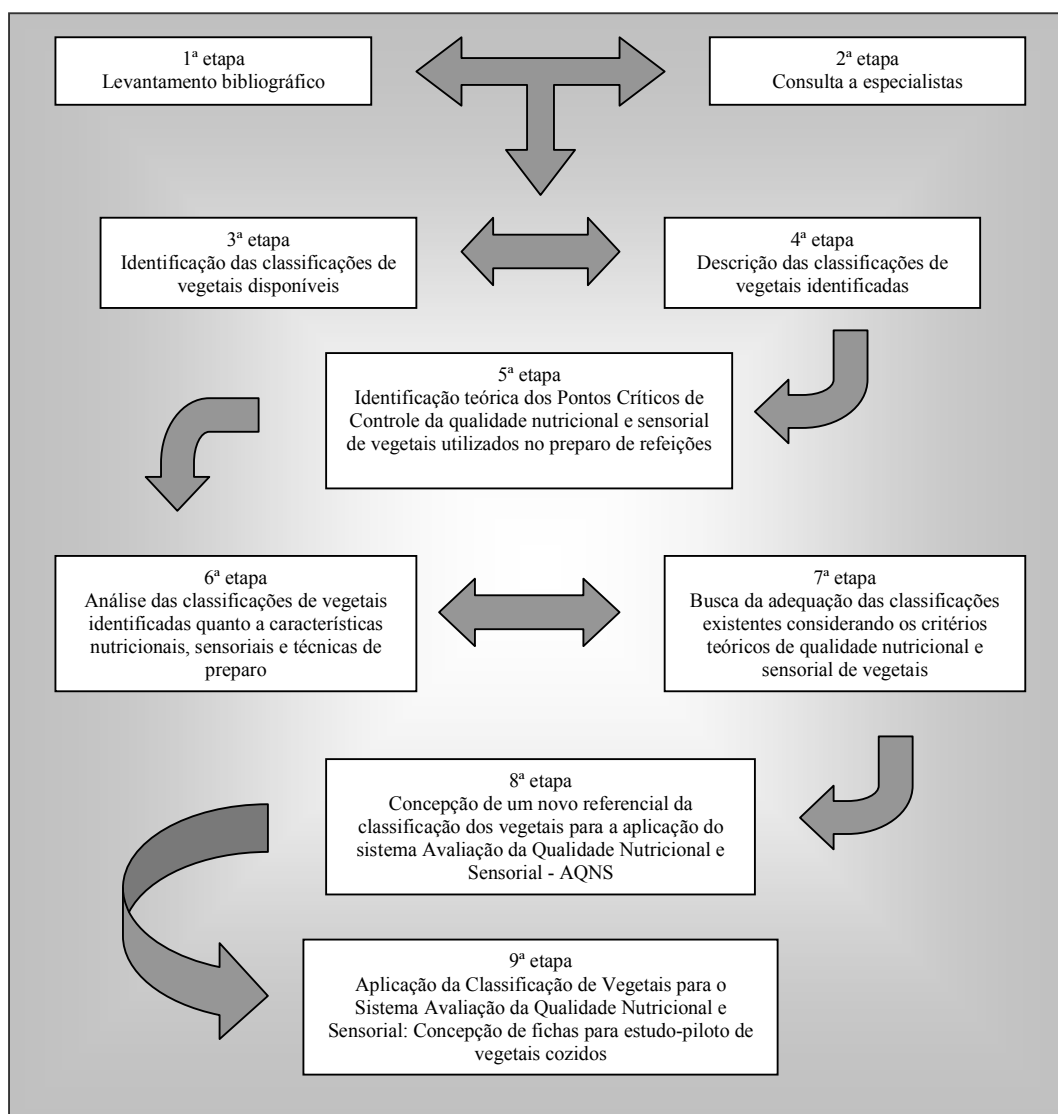 1ª etapa
Levantamento bibliográfico
2ª etapa
Consulta a especialistas
3ª etapa
Identificação das classificações de
vegetais disponíveis
4ª etapa
Descrição das classificações de
vegetais identificadas
5ª etapa
Identificação teórica dos Pontos Críticos de
Controle da qualidade nutricional e sensorial
de vegetais utilizados no preparo de refeições
6ª etapa
Análise das classificações de vegetais
identificadas quanto a características
nutricionais, sensoriais e técnicas de
preparo
7ª etapa
Busca da adequação das classificações
existentes considerando os critérios
teóricos de qualidade nutricional e
sensorial de vegetais
8ª etapa
Concepção de um novo referencial da
classificação dos vegetais para a aplicação do
sistema Avaliação da Qualidade Nutricional e
Sensorial - AQNS
9ª etapa
Aplicação da Classificação de Vegetais para o
Sistema Avaliação da Qualidade Nutricional e
Sensorial: Concepção de fichas para estudo-piloto de
vegetais cozidos